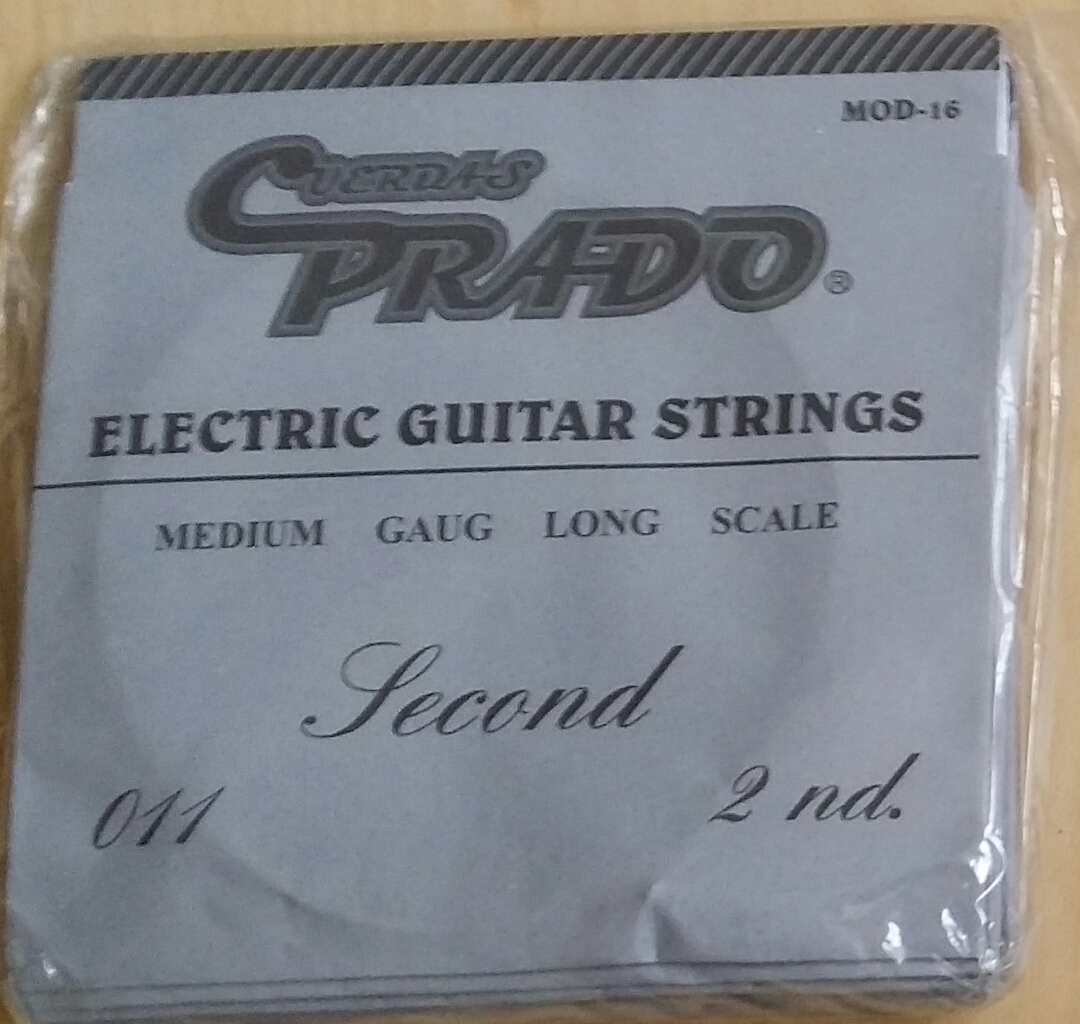 MOD-16
CUERDAS
PRADO®
ELECTRIC GUITAR STRINGS
MEDIUM GAUG LONG SCALE
Second
011 2 nd.